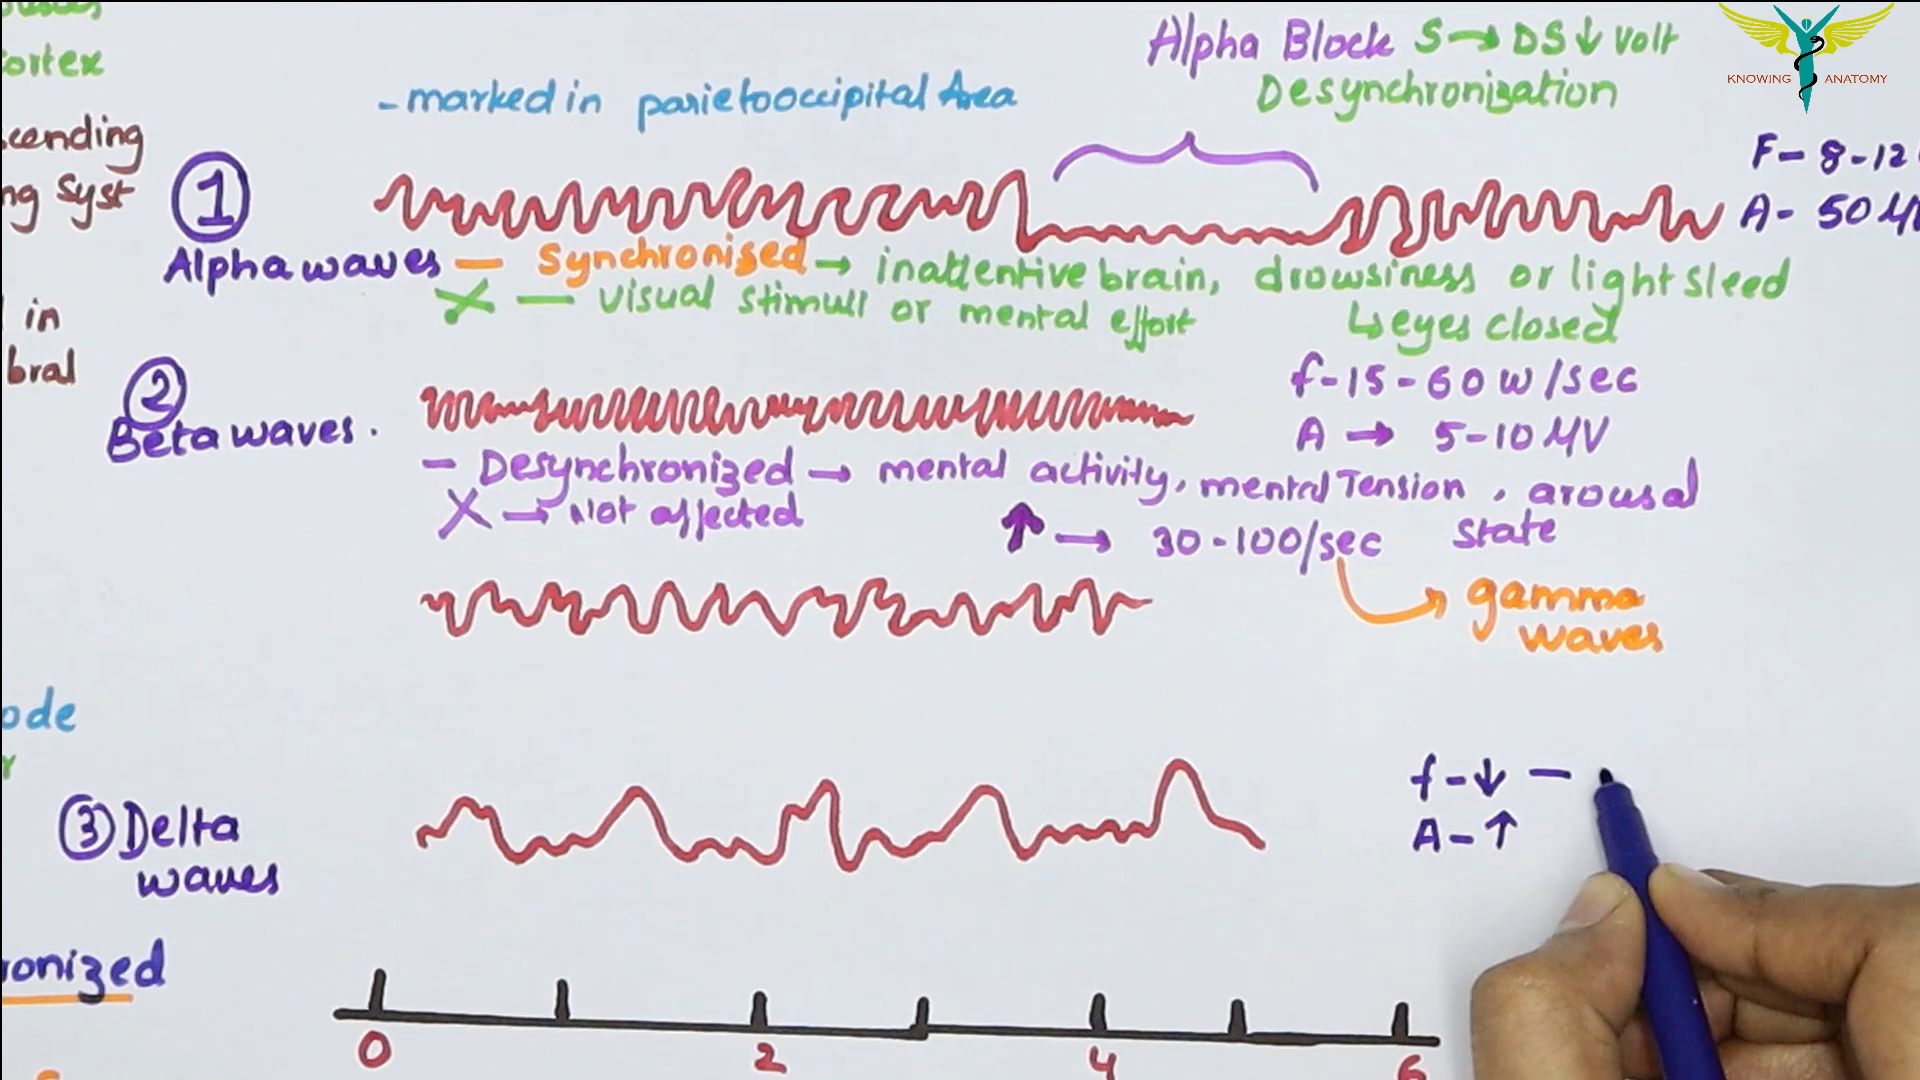 Alpha Block S→DS↓ Volt
Desynchronization
KNOWING ANATOMY
ortex
- marked in parietooccipital Area
cending
ng syst
F- 8-12
A- 50 μV
1
Alpha waves — Synchronised → inattentive brain, drowsiness or light sleed
X — visual stimuli or mental effort
↳ eyes closed
in
bral
2
Beta waves.
f-15-60 w/sec
A → 5-10 μV
- Desynchronized → mental activity, mental Tension, arousal
state
X → Not affected
↑ → 30-100/sec
gamma
waves
ode
3 Delta
waves
f-↓ —
A-↑
ronized
0 2 4 6